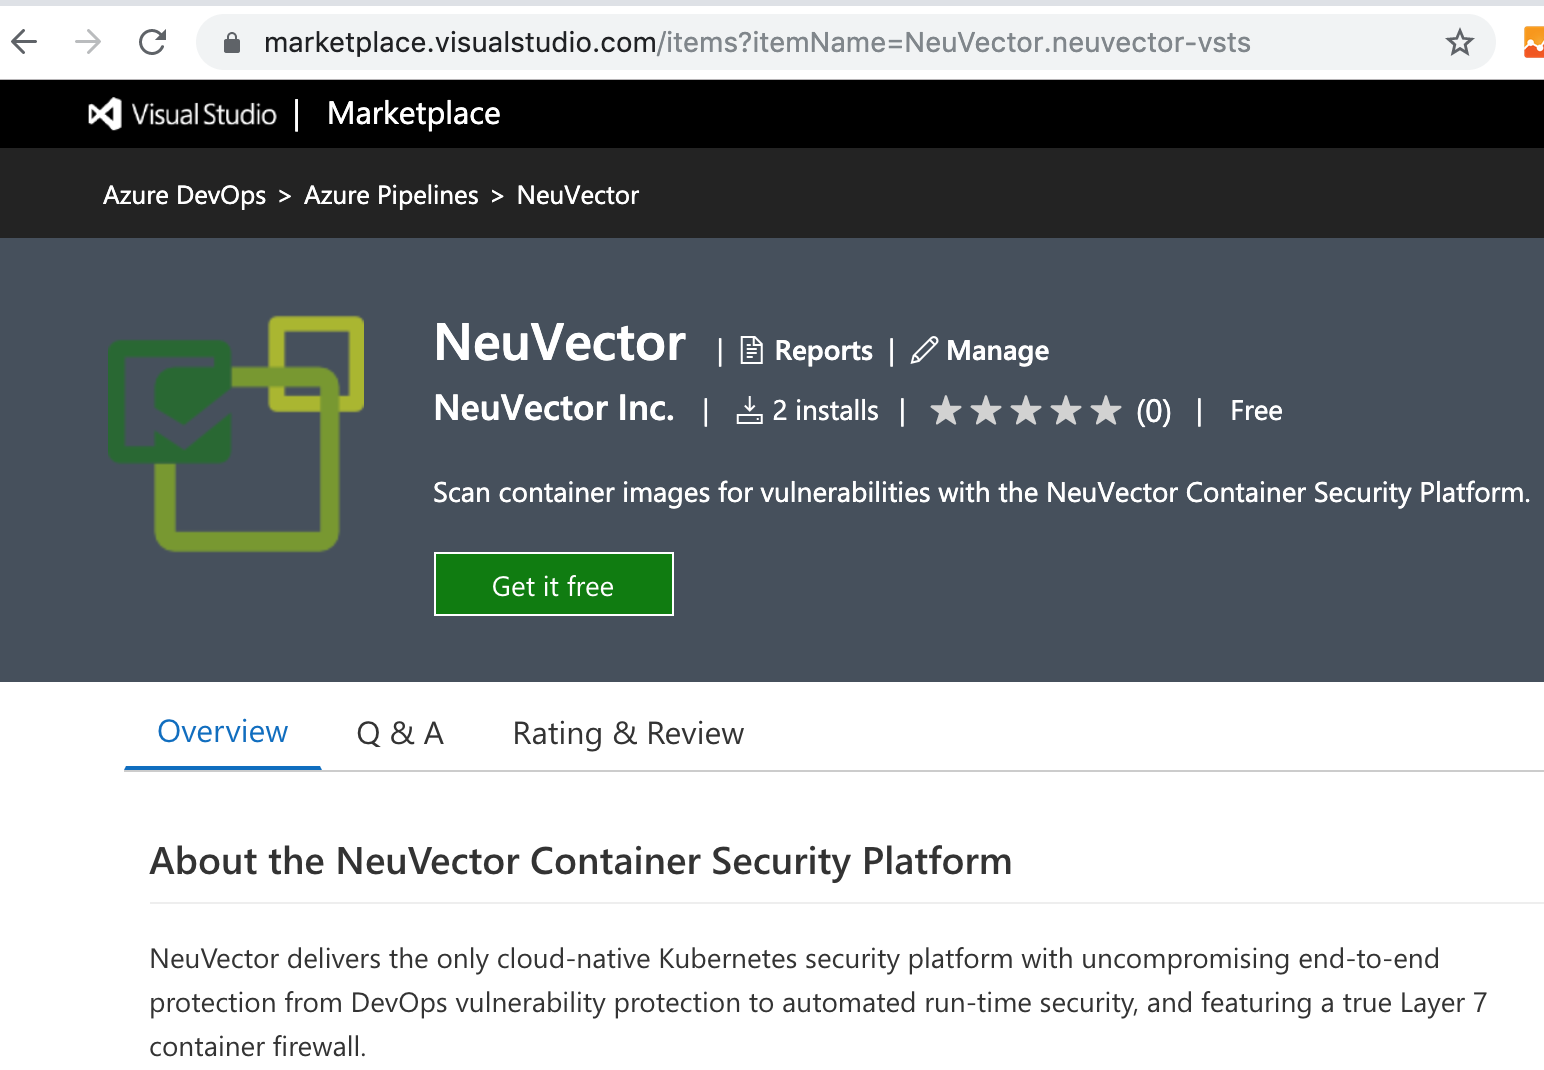 marketplace.visualstudio.com/items?itemName=NeuVector.neuvector-vsts
Visual Studio | Marketplace
Azure DevOps > Azure Pipelines > NeuVector
NeuVector | Reports | Manage
NeuVector Inc. | 2 installs | (0) | Free
Scan container images for vulnerabilities with the NeuVector Container Security Platform.
Get it free
Overview Q & A Rating & Review
About the NeuVector Container Security Platform
NeuVector delivers the only cloud-native Kubernetes security platform with uncompromising end-to-end
protection from DevOps vulnerability protection to automated run-time security, and featuring a true Layer 7
container firewall.